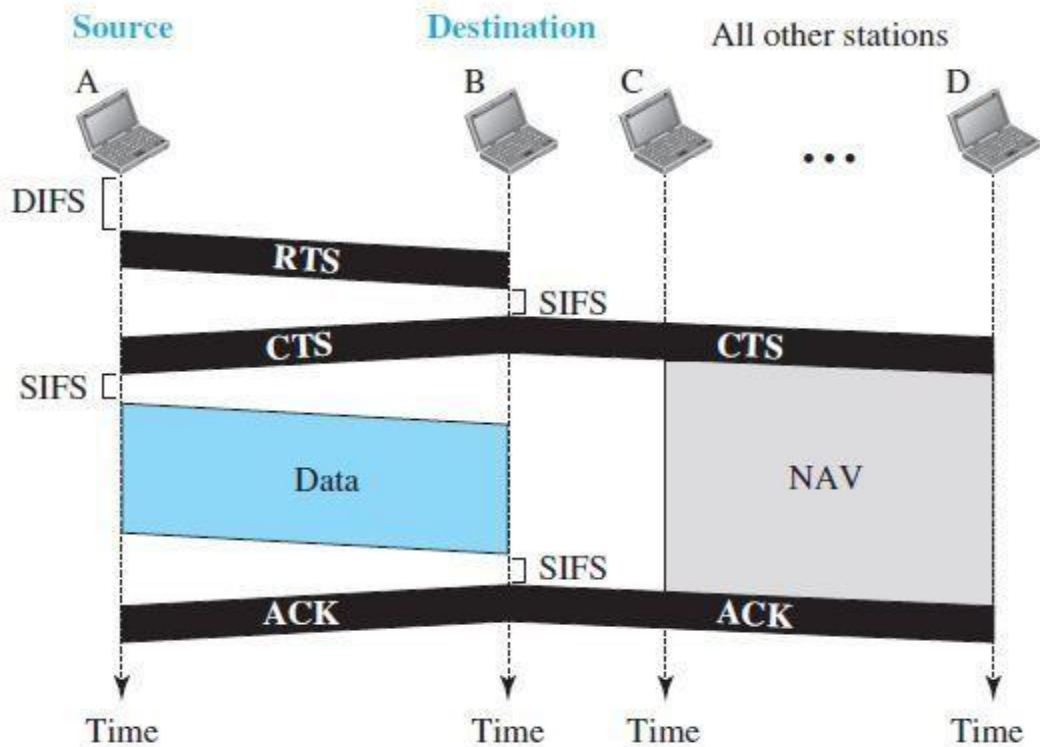 Source
Destination
All other stations
A
B
C
D
DIFS
RTS
SIFS
CTS
CTS
SIFS
Data
NAV
SIFS
ACK
ACK
Time
Time
Time
Time